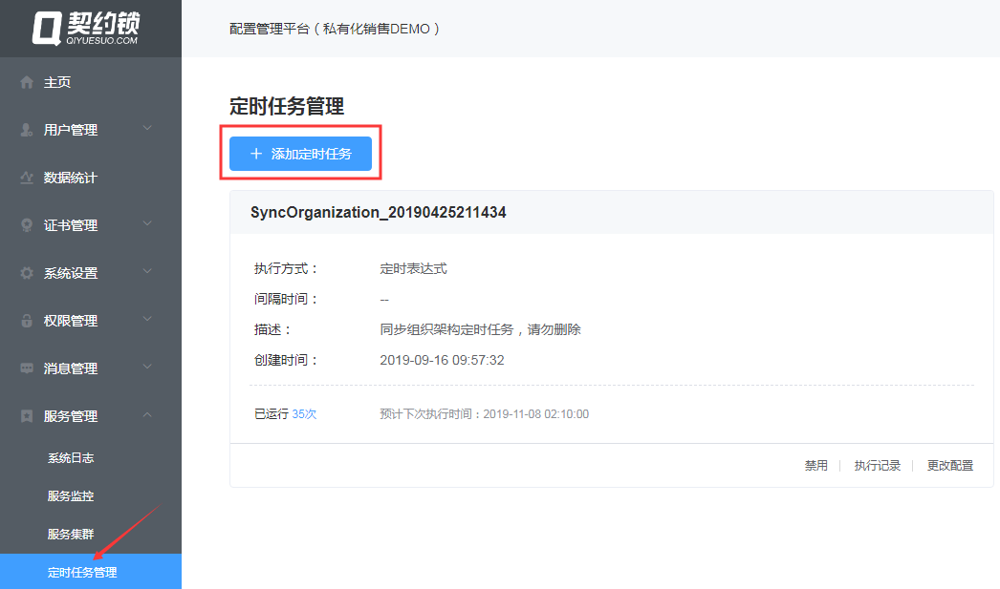 契约锁
QIYUESUO.COM
配置管理平台（私有化销售DEMO）
主页
用户管理
数据统计
证书管理
系统设置
权限管理
消息管理
服务管理
系统日志
服务监控
服务集群
定时任务管理
定时任务管理
＋ 添加定时任务
SyncOrganization_20190425211434
执行方式： 定时表达式
间隔时间： --
描述： 同步组织架构定时任务，请勿删除
创建时间： 2019-09-16 09:57:32
已运行 35次 预计下次执行时间：2019-11-08 02:10:00
禁用 | 执行记录 | 更改配置